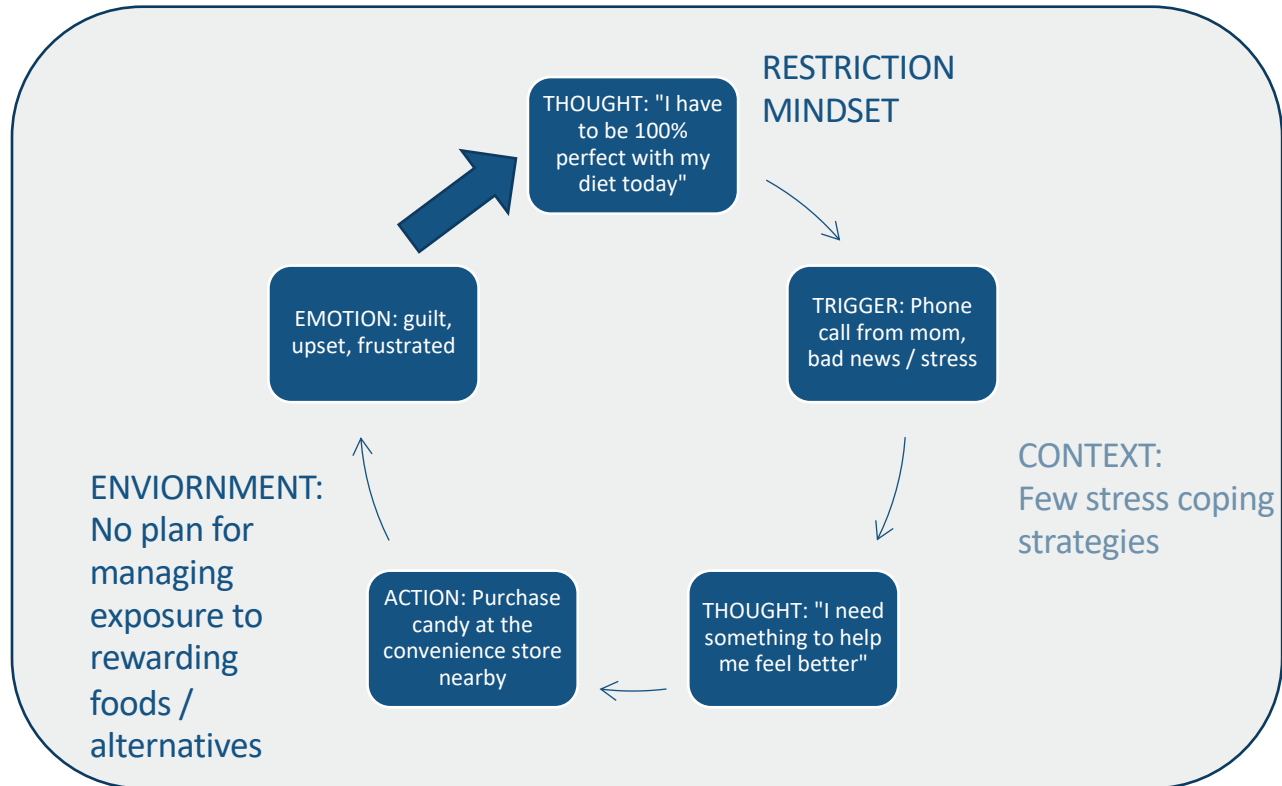 RESTRICTION
MINDSET
THOUGHT: "I have
to be 100%
perfect with my
diet today"
TRIGGER: Phone
call from mom,
bad news / stress
CONTEXT:
Few stress coping
strategies
THOUGHT: "I need
something to help
me feel better"
ACTION: Purchase
candy at the
convenience store
nearby
ENVIORNMENT:
No plan for
managing
exposure to
rewarding
foods /
alternatives
EMOTION: guilt,
upset, frustrated